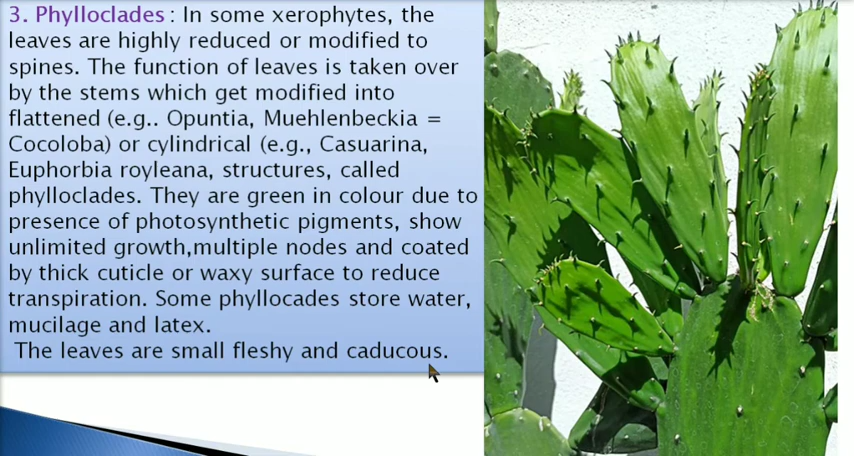 3. Phylloclades : In some xerophytes, the
leaves are highly reduced or modified to
spines. The function of leaves is taken over
by the stems which get modified into
flattened (e.g.. Opuntia, Muehlenbeckia =
Cocoloba) or cylindrical (e.g., Casuarina,
Euphorbia royleana, structures, called
phylloclades. They are green in colour due to
presence of photosynthetic pigments, show
unlimited growth,multiple nodes and coated
by thick cuticle or waxy surface to reduce
transpiration. Some phyllocades store water,
mucilage and latex.
The leaves are small fleshy and caducous.